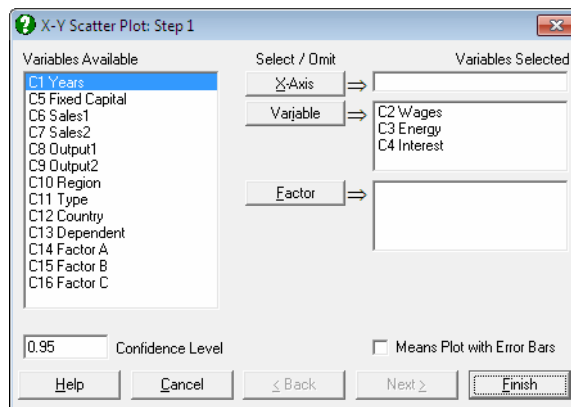 X-Y Scatter Plot: Step 1
Variables Available
Select / Omit
Variables Selected
C1 Years
C5 Fixed Capital
C6 Sales1
C7 Sales2
C8 Output1
C9 Output2
C10 Region
C11 Type
C12 Country
C13 Dependent
C14 Factor A
C15 Factor B
C16 Factor C
X-Axis
Variable
C2 Wages
C3 Energy
C4 Interest
Factor
0.95 Confidence Level
Means Plot with Error Bars
Help Cancel < Back Next > Finish